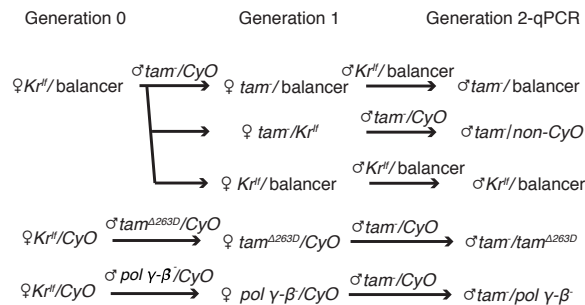 Generation 0 Generation 1 Generation 2-qPCR
♂tam⁻/CyO ♂Kr^If/balancer
♀Kr^If/balancer ♀ tam⁻/balancer ♂tam⁻/balancer
♂tam⁻/CyO
♀ tam⁻/Kr^If ♂tam⁻/non-CyO
♂Kr^If/balancer
♀ Kr^If/balancer ♂Kr^If/balancer
♂tam^Δ263D/CyO ♂tam⁻/CyO
♀Kr^If/CyO ♀ tam^Δ263D/CyO ♂tam⁻/tam^Δ263D
♂ pol γ-β⁻/CyO ♂tam⁻/CyO
♀Kr^If/CyO ♀ pol γ-β⁻/CyO ♂tam⁻/pol γ-β⁻